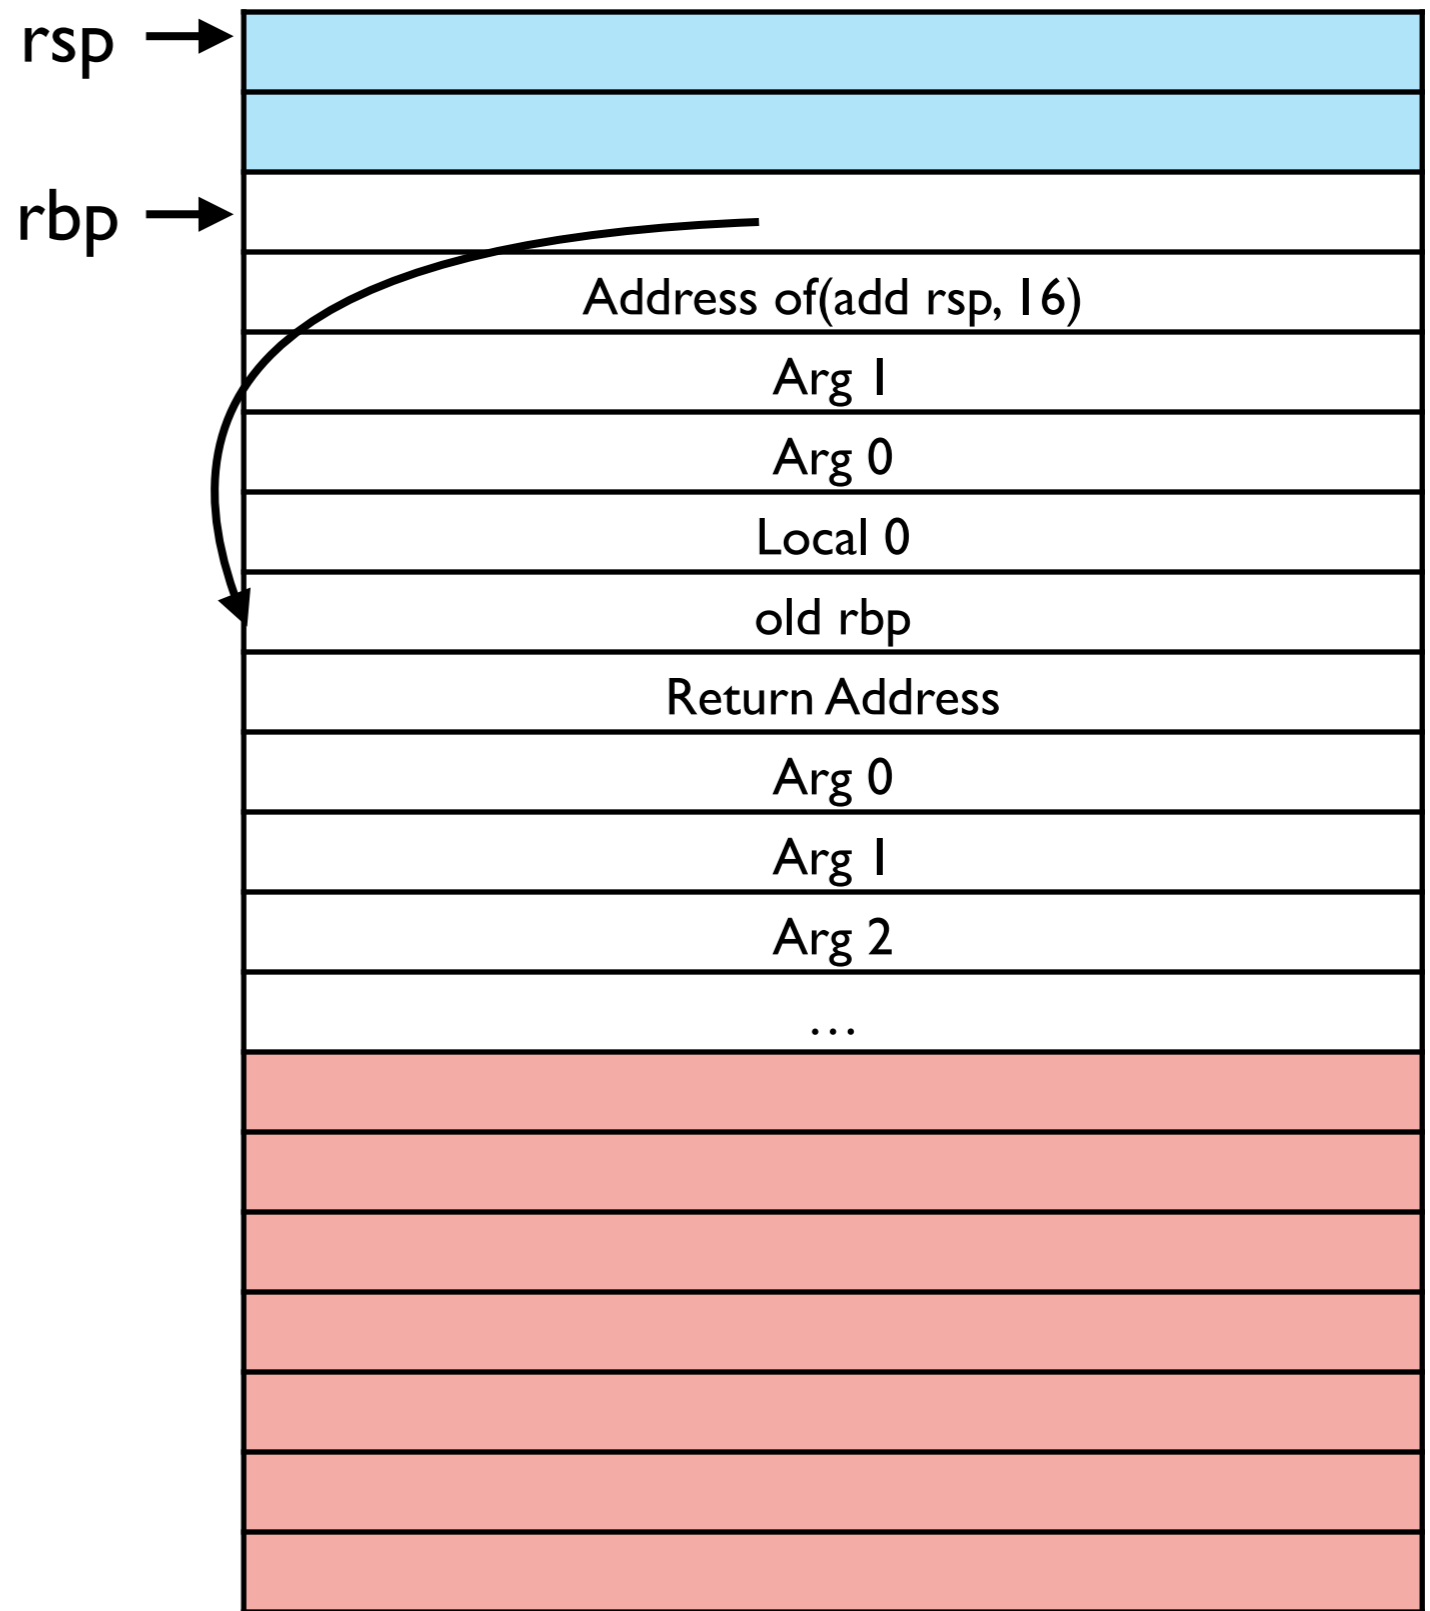 rsp
rbp
Address of(add rsp, 16)
Arg 1
Arg 0
Local 0
old rbp
Return Address
Arg 0
Arg 1
Arg 2
…